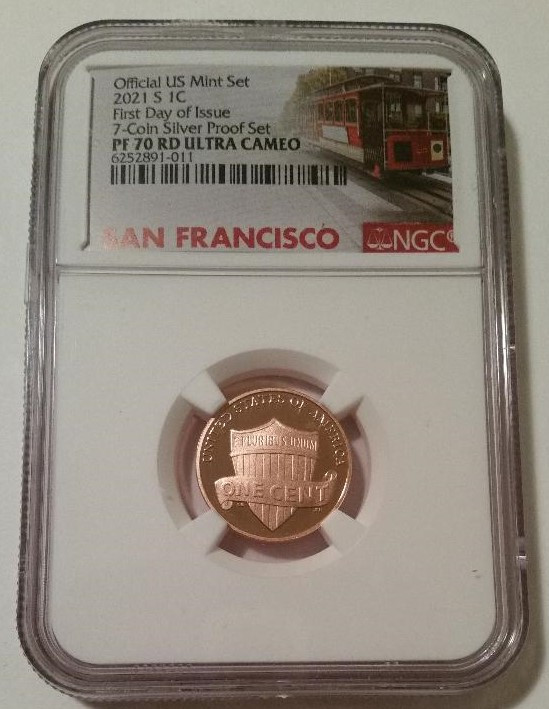 Official US Mint Set
2021 S 1C
First Day of Issue
7-Coin Silver Proof Set
PF 70 RD ULTRA CAMEO
6252891-011
SAN FRANCISCO
NGC
UNITED STATES OF AMERICA
E PLURIBUS UNUM
ONE CENT